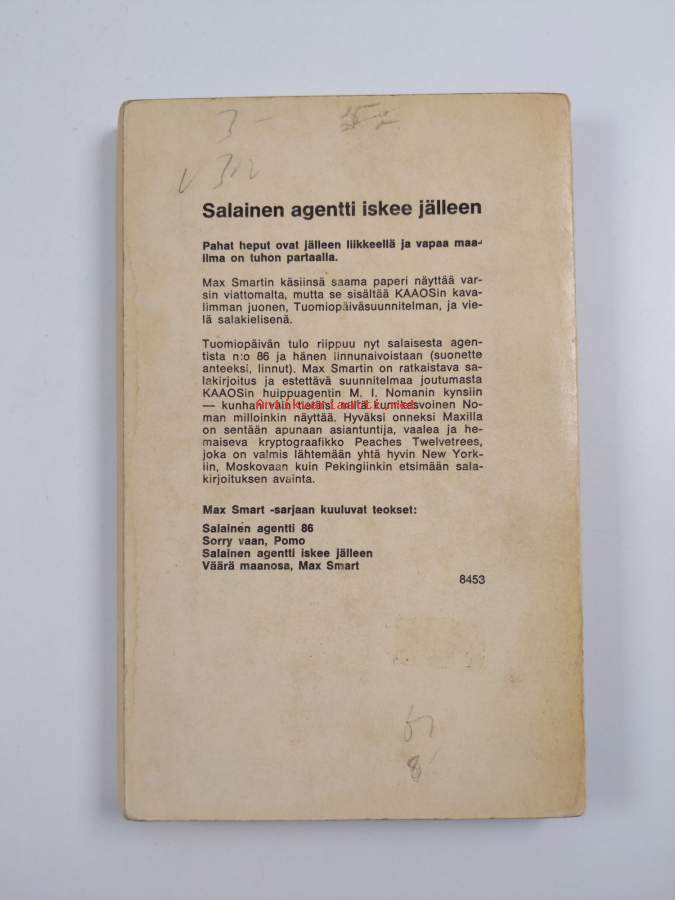 3-
Salainen agentti iskee jälleen
Pahat heput ovat jälleen liikkeellä ja vapaa maa-
ilma on tuhon partaalla.
Max Smartin käsiinsä saama paperi näyttää var-
sin viattomalta, mutta se sisältää KAAOSin kava-
limman juonen, Tuomiopäiväsuunnitelman, ja vie-
lä salakielisenä.
Tuomiopäivän tulo riippuu nyt salaisesta agen-
tista n:o 86 ja hänen linnunaivoistaan (suonette
anteeksi, linnut). Max Smartin on ratkaistava sa-
lakirjoitus ja estettävä suunnitelmaa joutumasta
KAAOSin huippuagentin M. I. Nomanin kynsiin
— kunhan vain tietäisi miltä kumikasvoinen No-
man milloinkin näyttää. Hyväksi onneksi Maxilla
on sentään apunaan asiantuntija, vaalea ja he-
maiseva kryptograafikko Peaches Twelvetrees,
joka on valmis lähtemään yhtä hyvin New York-
iin, Moskovaan kuin Pekingiinkin etsimään sala-
kirjoituksen avainta.
Max Smart -sarjaan kuuluvat teokset:
Salainen agentti 86
Sorry vaan, Pomo
Salainen agentti iskee jälleen
Väärä maanosa, Max Smart
8453
8